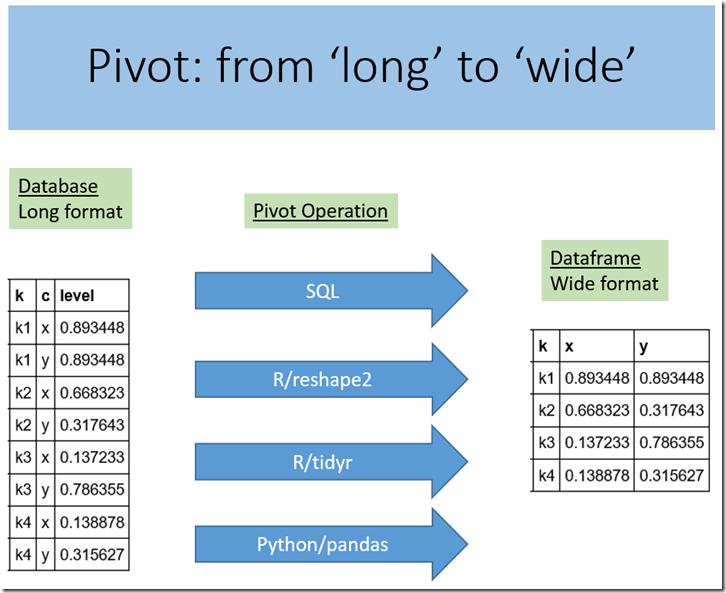 Pivot: from ‘long’ to ‘wide’
Database
Long format
k c level
k1 x 0.893448
k1 y 0.893448
k2 x 0.668323
k2 y 0.317643
k3 x 0.137233
k3 y 0.786355
k4 x 0.138878
k4 y 0.315627
Pivot Operation
SQL
R/reshape2
R/tidyr
Python/pandas
Dataframe
Wide format
k x y
k1 0.893448 0.893448
k2 0.668323 0.317643
k3 0.137233 0.786355
k4 0.138878 0.315627